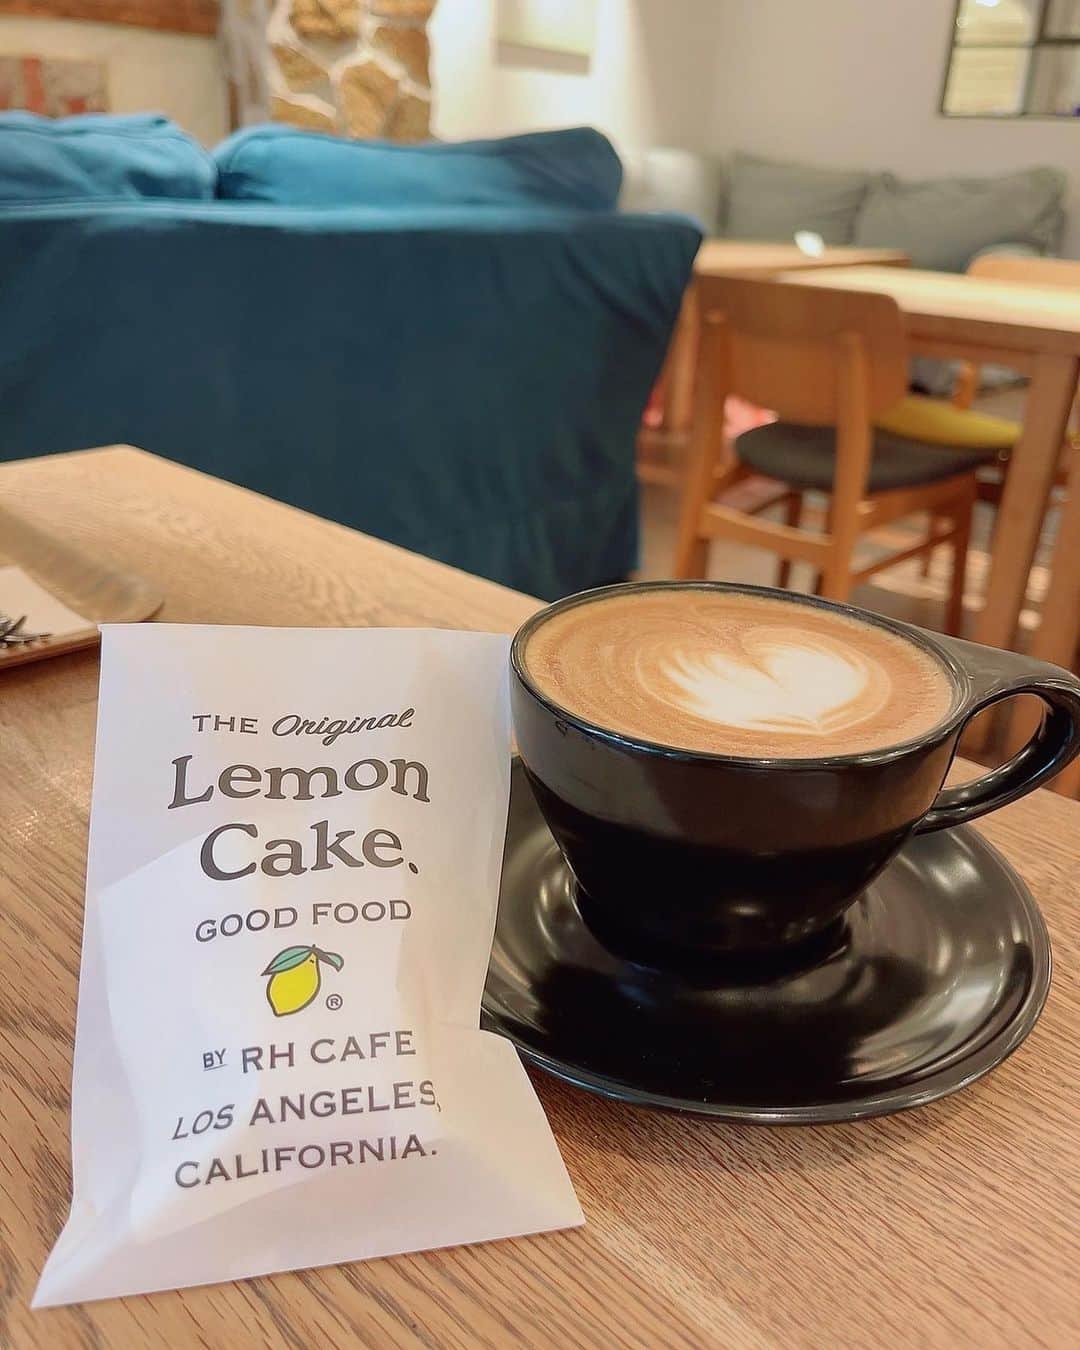 THE Original
Lemon
Cake.
GOOD FOOD
®
BY RH CAFE
LOS ANGELES,
CALIFORNIA.